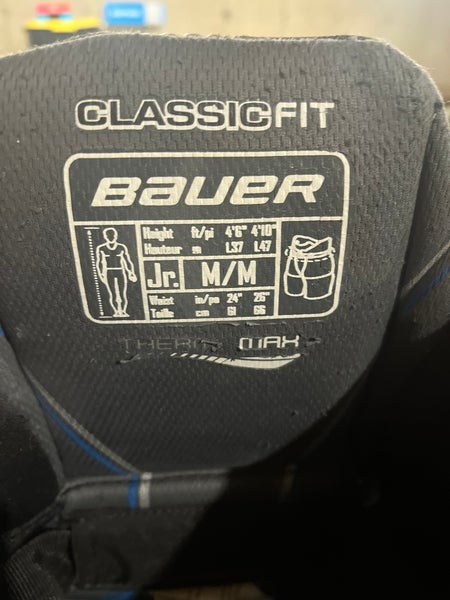 CLASSICFIT
BAUER
Height ft/pi 4'6" 4'10"
Hauteur m 1.37 1.47
Jr. M/M
Waist in/po 24" 26"
Taille cm 61 66
THERMO MAX+